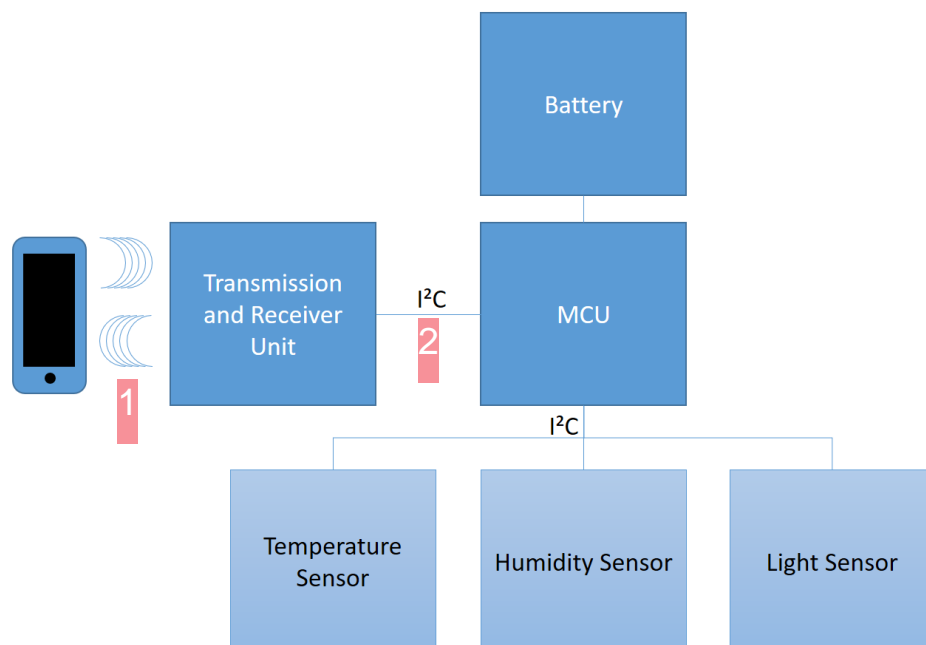 Battery
Transmission
and Receiver
Unit
I²C
MCU
2
1
I²C
Temperature
Sensor
Humidity Sensor
Light Sensor